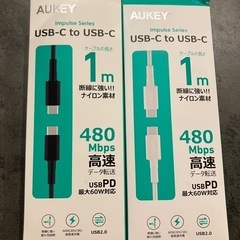 AUKEY
Impulse Series
USB-C to USB-C
ケーブルの長さ
1m
断線に強い!!
ナイロン素材
480
Mbps
高速
データ転送
USB PD
最大60W対応
USB2.0
AUKEY
Impulse Series
USB-C to USB-C
ケーブルの長さ
1m
断線に強い!!
ナイロン素材
480
Mbps
高速
データ転送
USB PD
最大60W対応
USB2.0